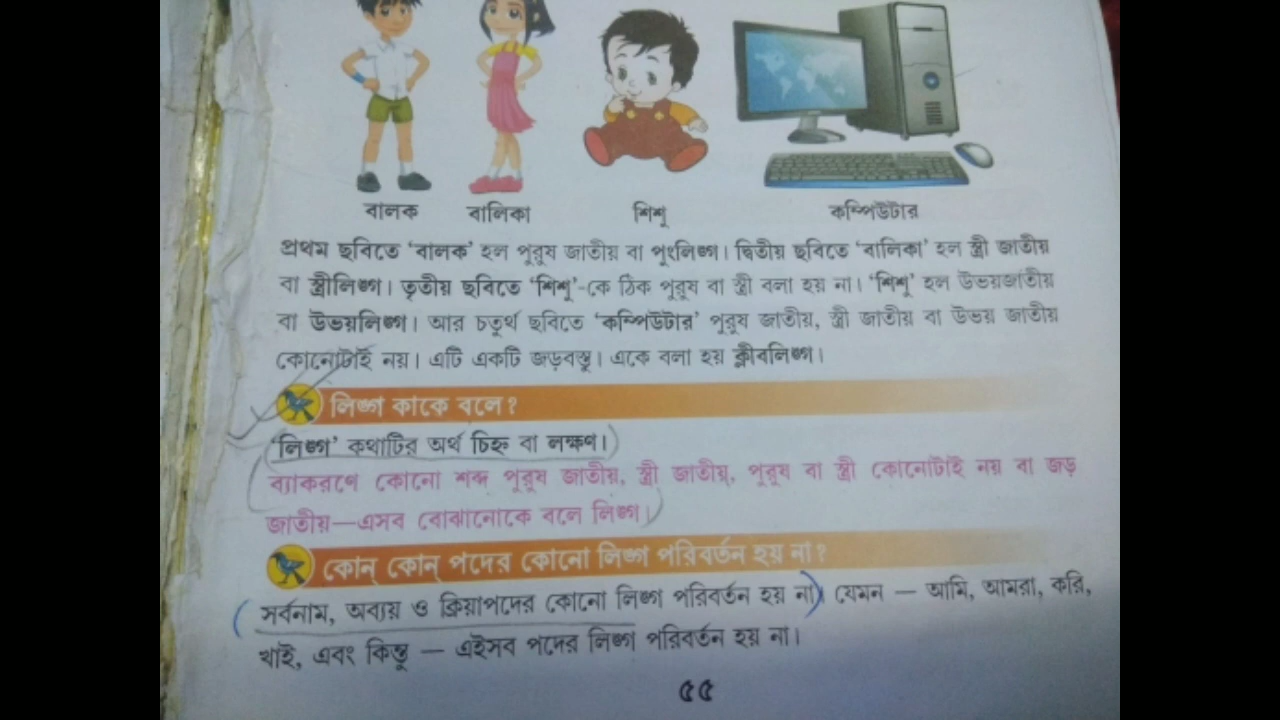 বালক বালিকা শিশু কম্পিউটার
প্রথম ছবিতে ‘বালক’ হল পুরুষ জাতীয় বা পুংলিঙ্গ। দ্বিতীয় ছবিতে ‘বালিকা’ হল স্ত্রী জাতীয়
বা স্ত্রীলিঙ্গ। তৃতীয় ছবিতে ‘শিশু’-কে ঠিক পুরুষ বা স্ত্রী বলা হয় না। ‘শিশু’ হল উভয়জাতীয়
বা উভয়লিঙ্গ। আর চতুর্থ ছবিতে ‘কম্পিউটার’ পুরুষ জাতীয়, স্ত্রী জাতীয় বা উভয় জাতীয়
কোনোটাই নয়। এটি একটি জড়বস্তু। একে বলা হয় ক্লীবলিঙ্গ।
লিঙ্গ কাকে বলে?
‘লিঙ্গ’ কথাটির অর্থ চিহ্ন বা লক্ষণ।
ব্যাকরণে কোনো শব্দ পুরুষ জাতীয়, স্ত্রী জাতীয়, পুরুষ বা স্ত্রী কোনোটাই নয় বা জড়
জাতীয়—এসব বোঝানোকে বলে লিঙ্গ।
কোন্ কোন্ পদের কোনো লিঙ্গ পরিবর্তন হয় না?
সর্বনাম, অব্যয় ও ক্রিয়াপদের কোনো লিঙ্গ পরিবর্তন হয় না। যেমন — আমি, আমরা, করি,
খাই, এবং কিন্তু — এইসব পদের লিঙ্গ পরিবর্তন হয় না।
৫৫